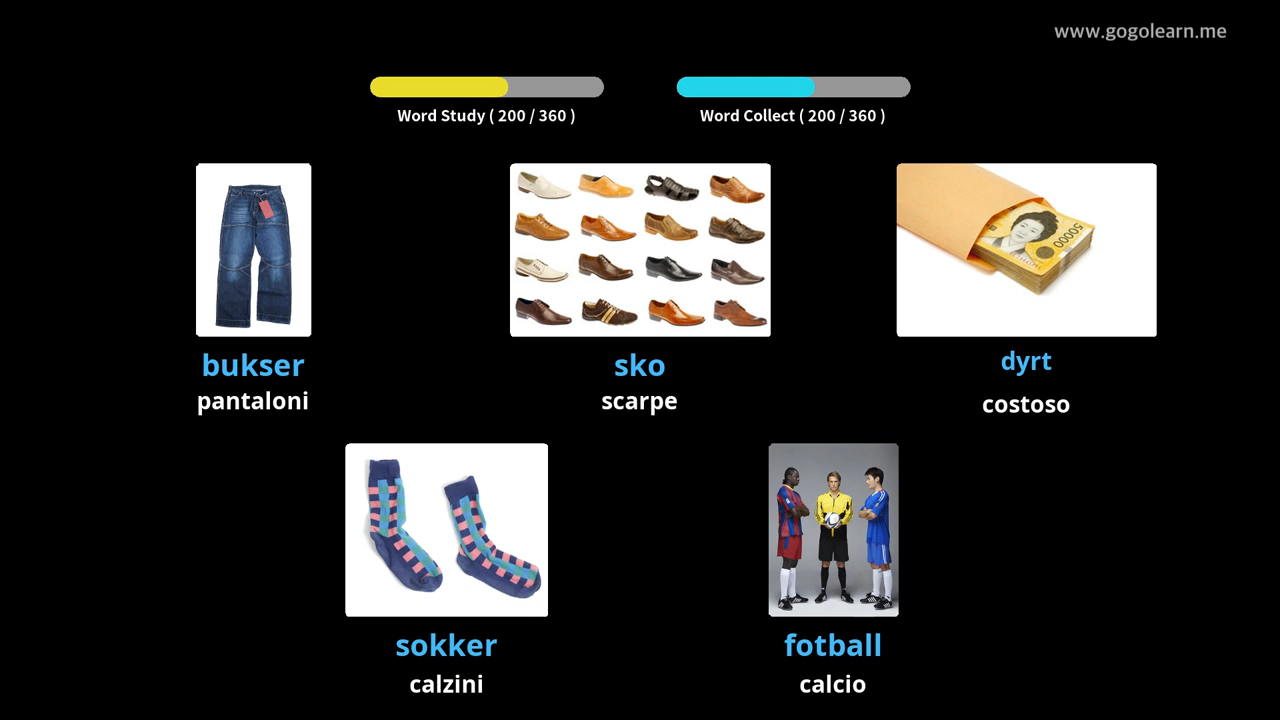 www.gogolearn.me
Word Study ( 200 / 360 )
Word Collect ( 200 / 360 )
50000
bukser
pantaloni
sko
scarpe
dyrt
costoso
sokker
calzini
fotball
calcio